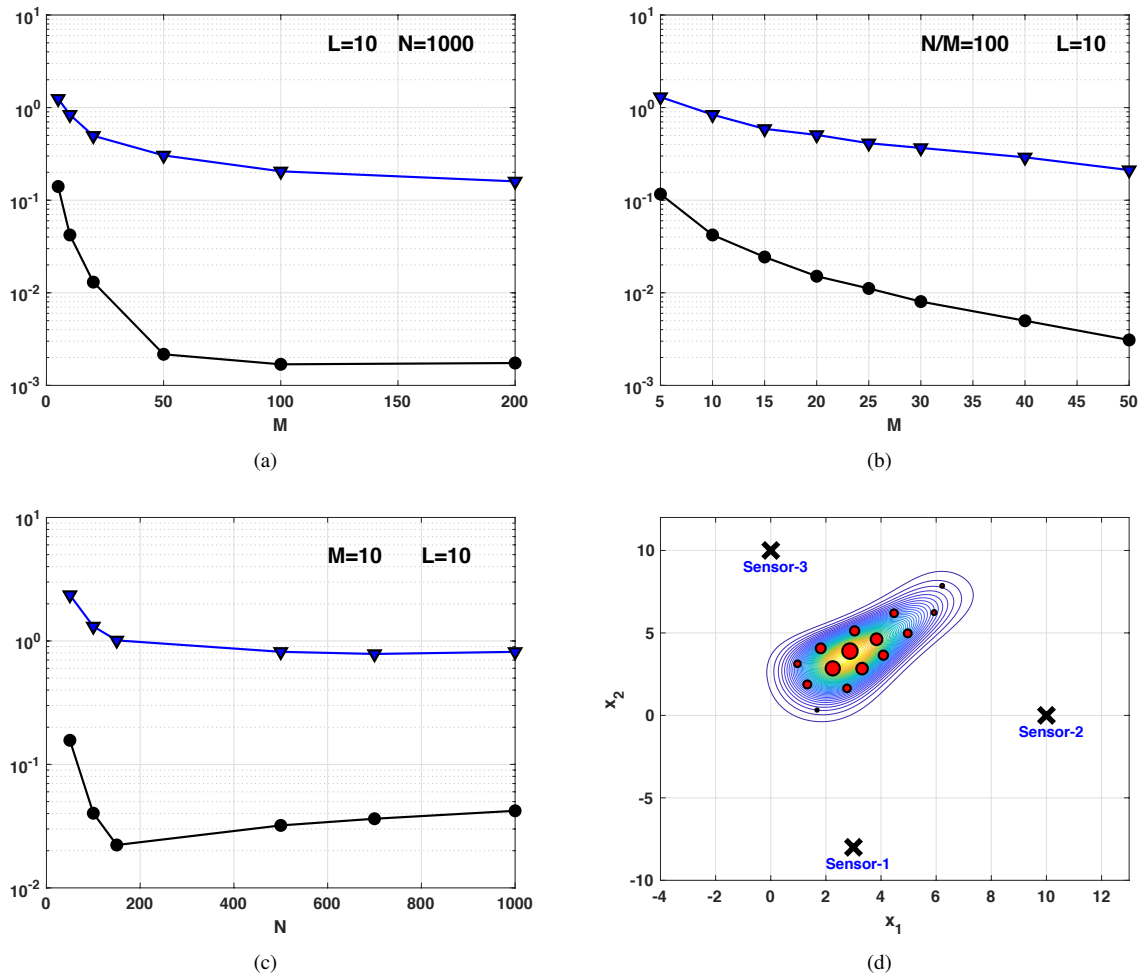 10^1
10^0
10^-1
10^-2
10^-3
L=10 N=1000
0 50 100 150 200
M
(a)
10^1
10^0
10^-1
10^-2
10^-3
N/M=100 L=10
5 10 15 20 25 30 35 40 45 50
M
(b)
10^1
10^0
10^-1
10^-2
M=10 L=10
0 200 400 600 800 1000
N
(c)
10
5
0
-5
-10
x_2
Sensor-3
Sensor-2
Sensor-1
-4 -2 0 2 4 6 8 10 12
x_1
(d)